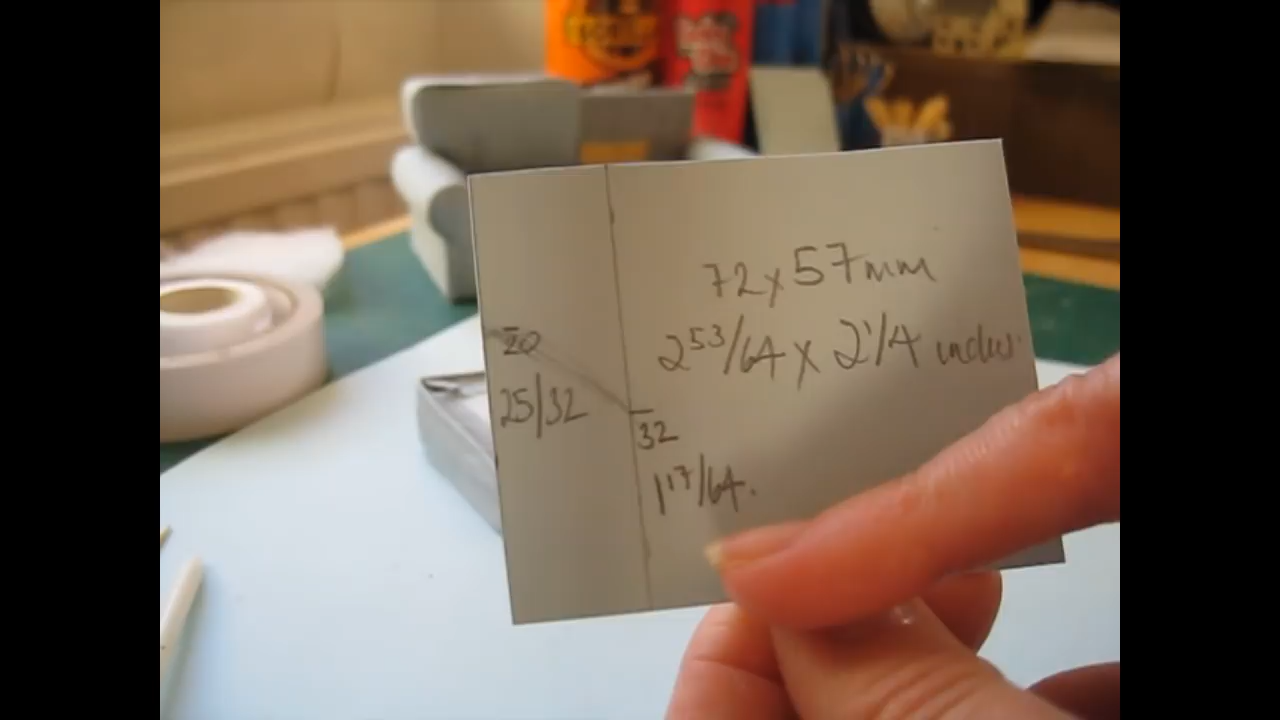 72 x 57mm
2 53/64 x 2 1/4 inches
20
25/32
32
1 17/64.